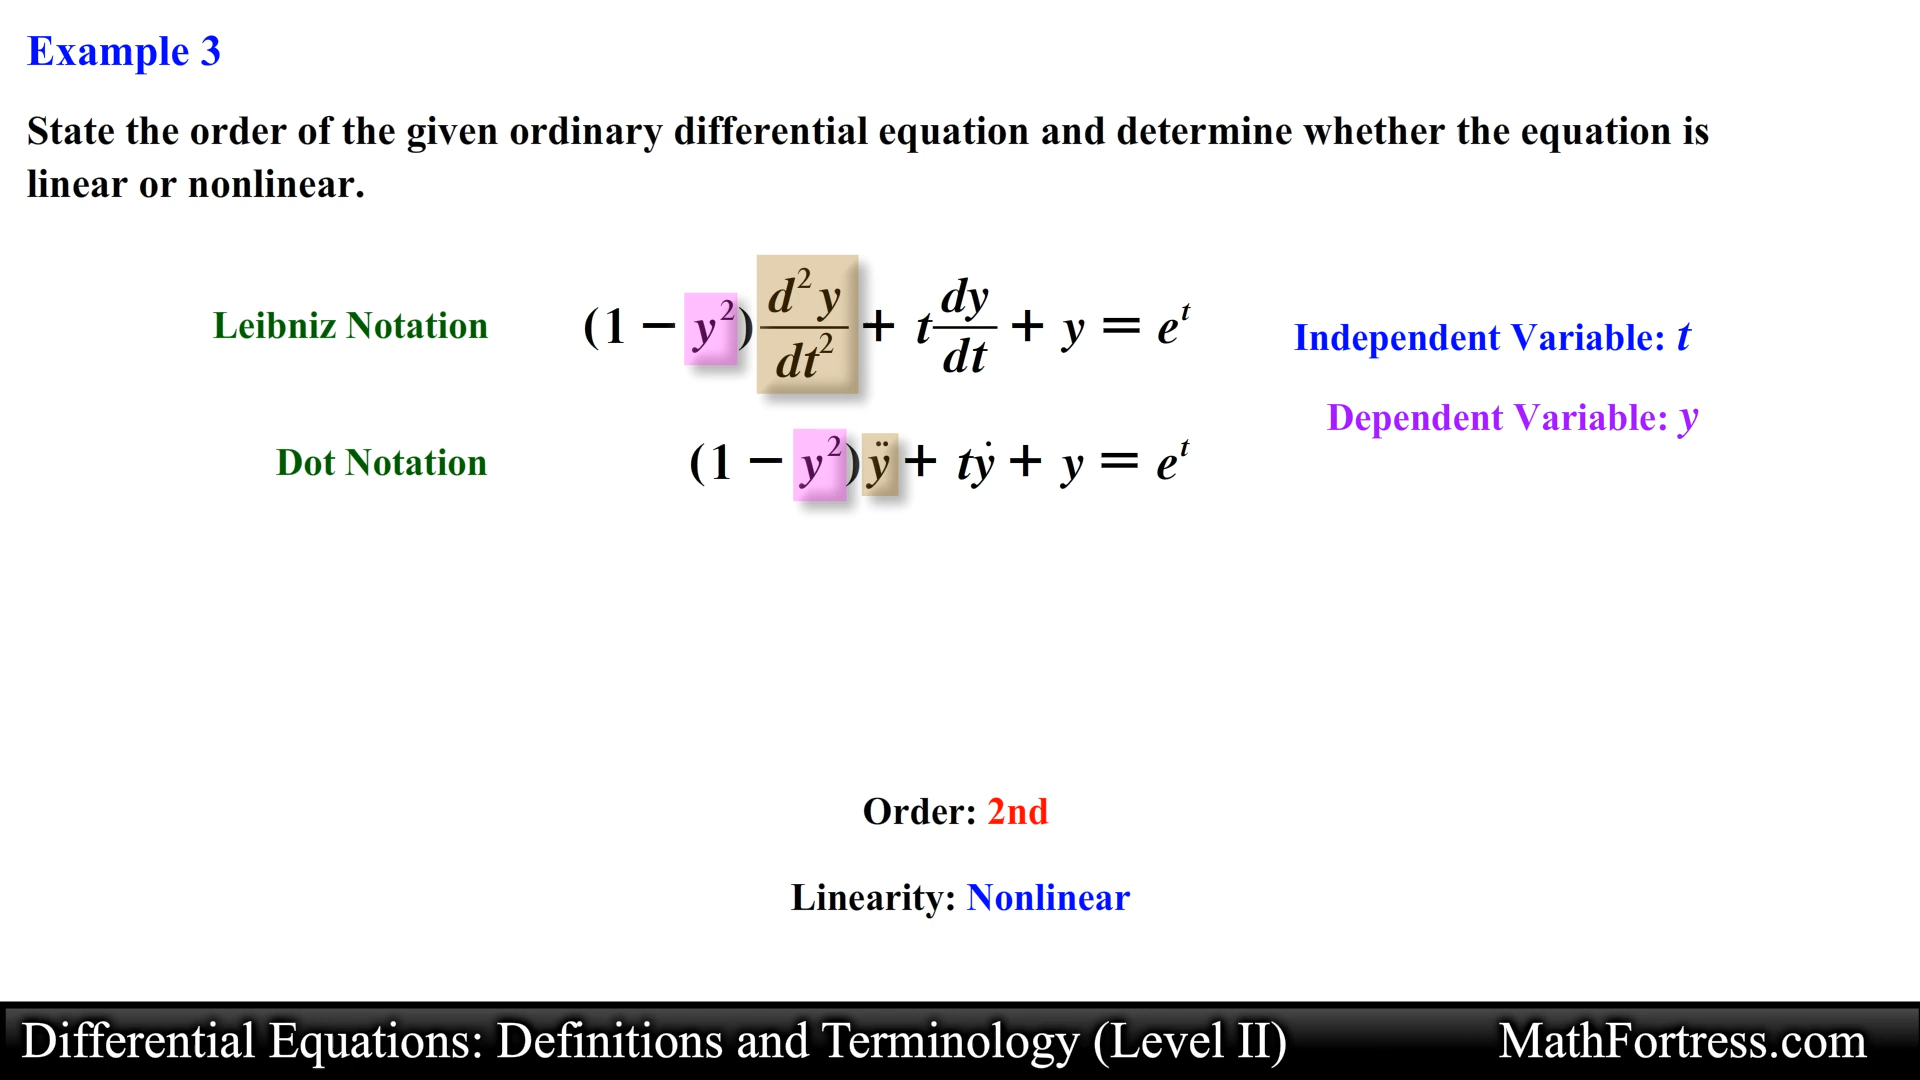 Example 3
State the order of the given ordinary differential equation and determine whether the equation is
linear or nonlinear.
Leibniz Notation (1 − y²) d²y/dt² + t dy/dt + y = eᵗ
Independent Variable: t
Dependent Variable: y
Dot Notation (1 − y²)ÿ + tẏ + y = eᵗ
Order: 2nd
Linearity: Nonlinear
Differential Equations: Definitions and Terminology (Level II) MathFortress.com